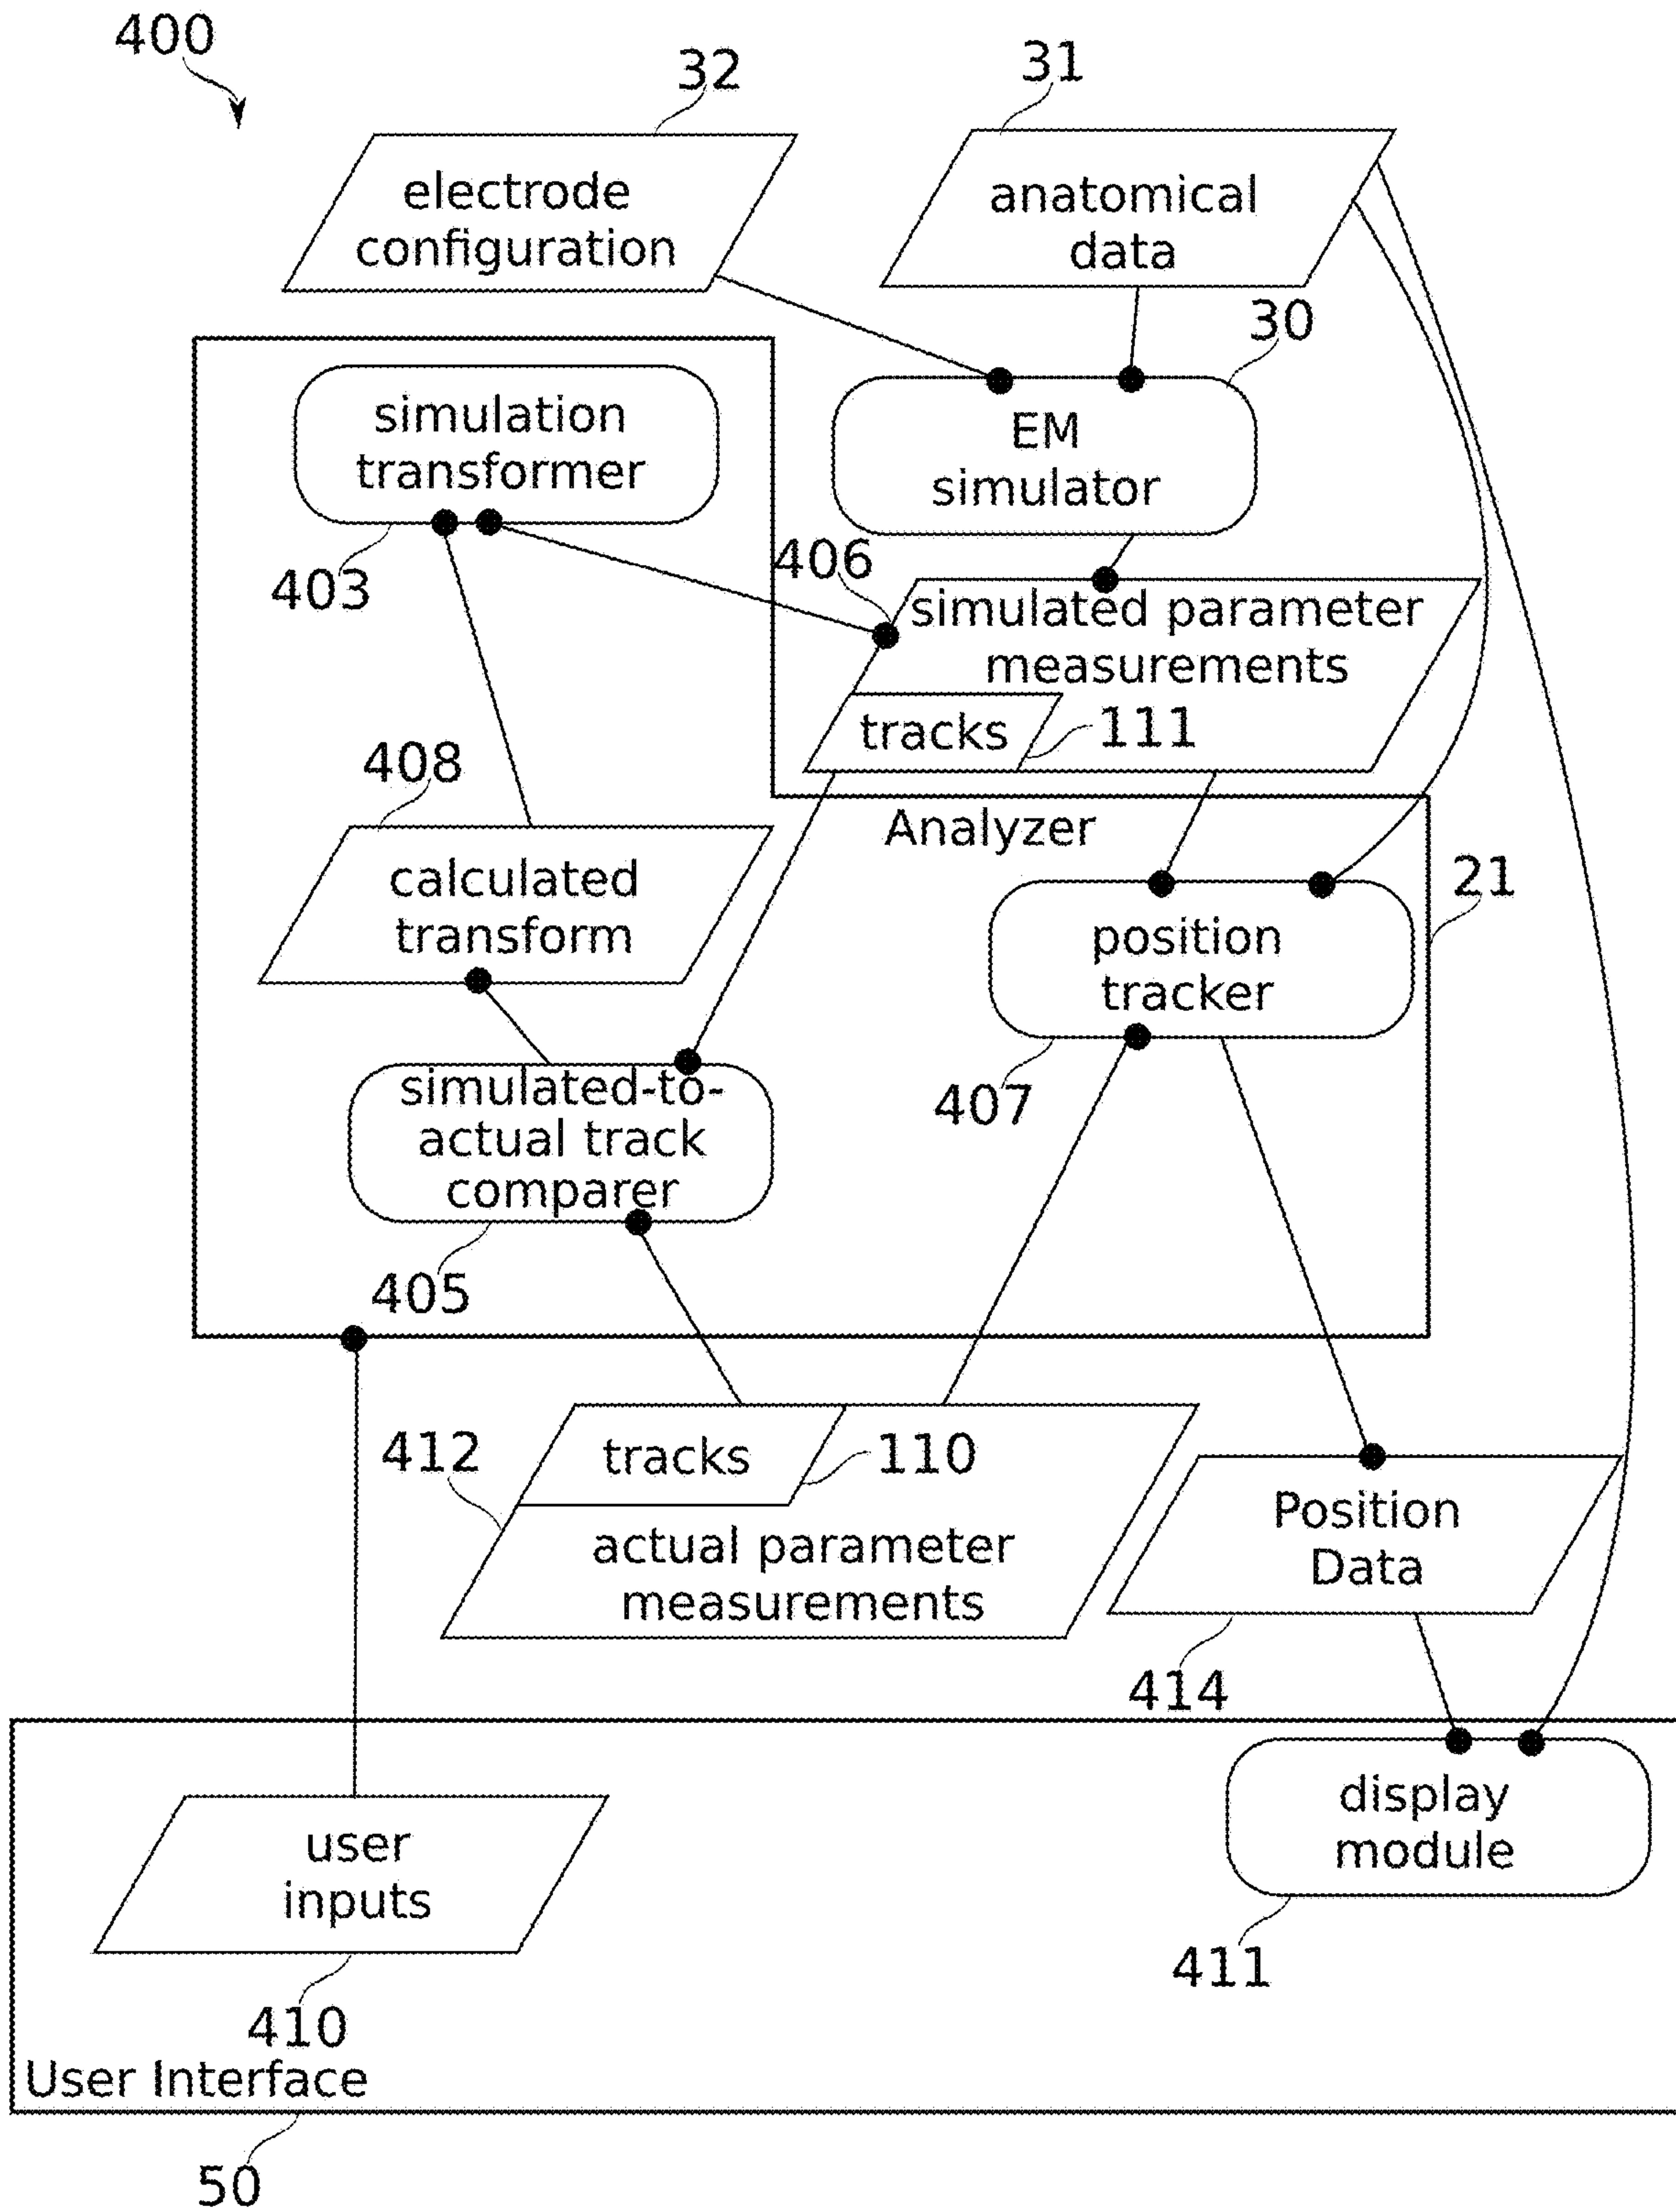 400
32
31
electrode
configuration
anatomical
data
30
simulation
transformer
EM
simulator
403
406
simulated parameter
measurements
tracks
111
408
Analyzer
calculated
transform
21
position
tracker
407
simulated-to-
actual track
comparer
405
412
tracks
110
actual parameter
measurements
Position
Data
414
user
inputs
display
module
410
411
User Interface
50